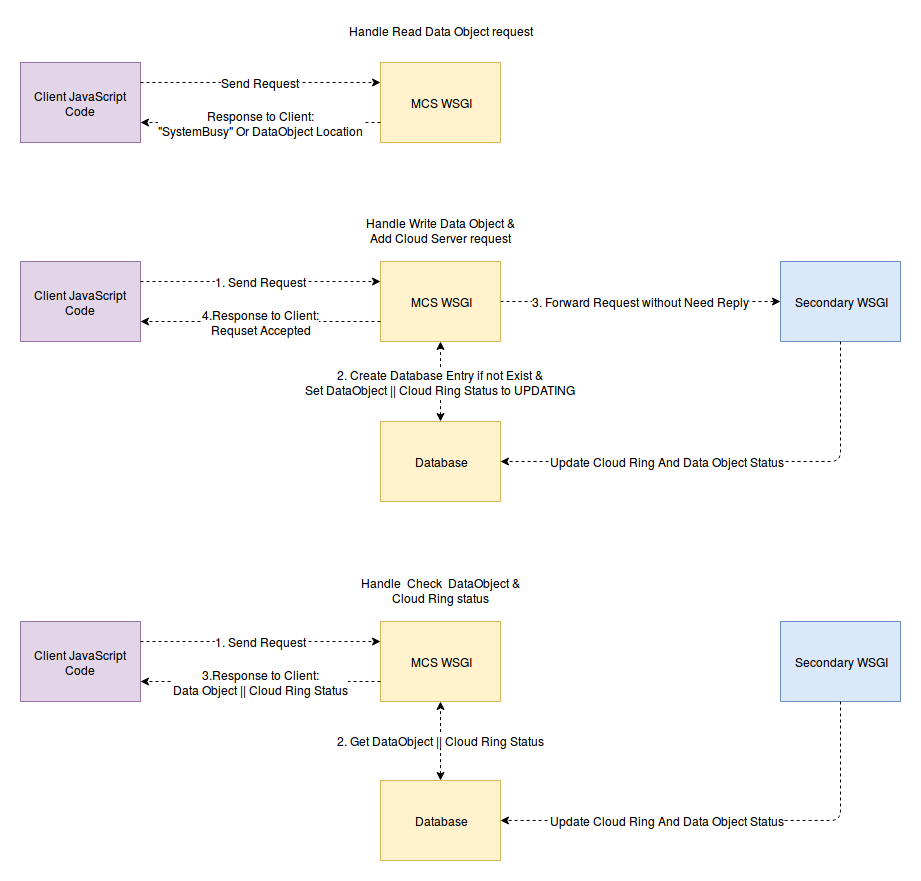 Handle Read Data Object request
Client JavaScript
Code
Send Request
MCS WSGI
Response to Client:
"SystemBusy" Or DataObject Location
Handle Write Data Object &
Add Cloud Server request
Client JavaScript
Code
1. Send Request
MCS WSGI
3. Forward Request without Need Reply
Secondary WSGI
4.Response to Client:
Requset Accepted
2. Create Database Entry if not Exist &
Set DataObject || Cloud Ring Status to UPDATING
Database
Update Cloud Ring And Data Object Status
Handle  Check  DataObject &
Cloud Ring status
Client JavaScript
Code
1. Send Request
MCS WSGI
Secondary WSGI
3.Response to Client:
Data Object || Cloud Ring Status
2. Get DataObject || Cloud Ring Status
Database
Update Cloud Ring And Data Object Status